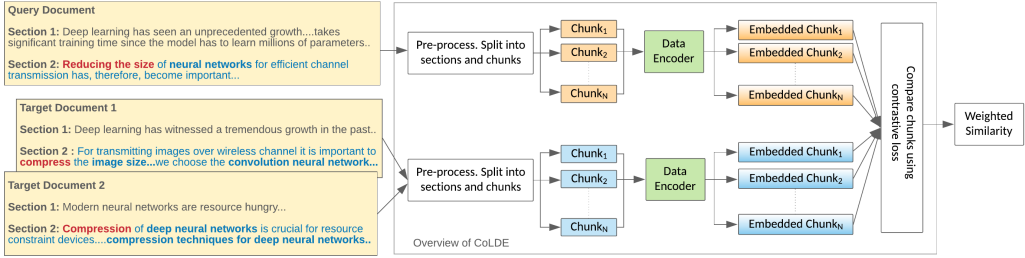 Query Document
Section 1: Deep learning has seen an unprecedented growth....takes
significant training time since the model has to learn millions of parameters..
Section 2: Reducing the size of neural networks for efficient channel
transmission has, therefore, become important...
Target Document 1
Section 1: Deep learning has witnessed a tremendous growth in the past..
Section 2 : For transmitting images over wireless channel it is important to
compress the image size...we choose the convolution neural network...
Target Document 2
Section 1: Modern neural networks are resource hungry...
Section 2: Compression of deep neural networks is crucial for resource
constraint devices....compression techniques for deep neural networks..
Pre-process. Split into
sections and chunks
Chunk1
Chunk2
ChunkN
Data
Encoder
Embedded Chunk1
Embedded Chunk2
Embedded ChunkN
Pre-process. Split into
sections and chunks
Chunk1
Chunk2
ChunkN
Data
Encoder
Embedded Chunk1
Embedded Chunk2
Embedded ChunkN
Compare chunks using
contrastive loss
Weighted
Similarity
Overview of CoLDE